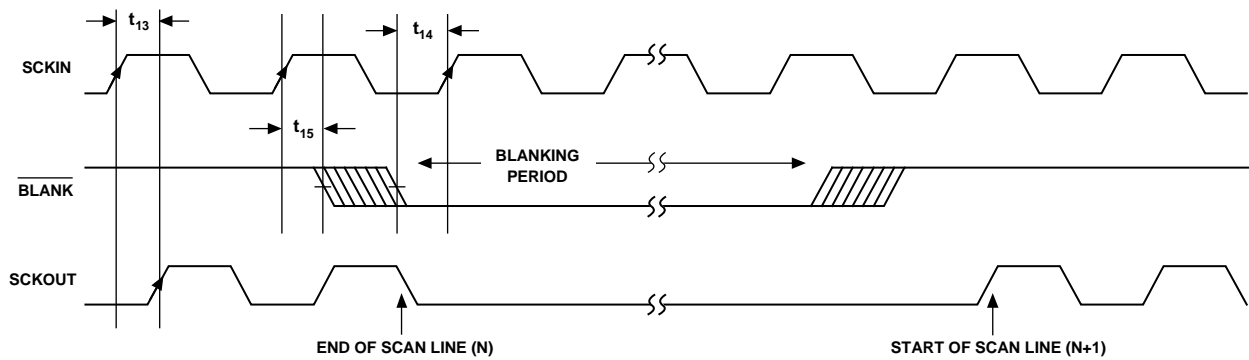 t13
t14
SCKIN
t15
BLANKING
PERIOD
BLANK
SCKOUT
END OF SCAN LINE (N)
START OF SCAN LINE (N+1)